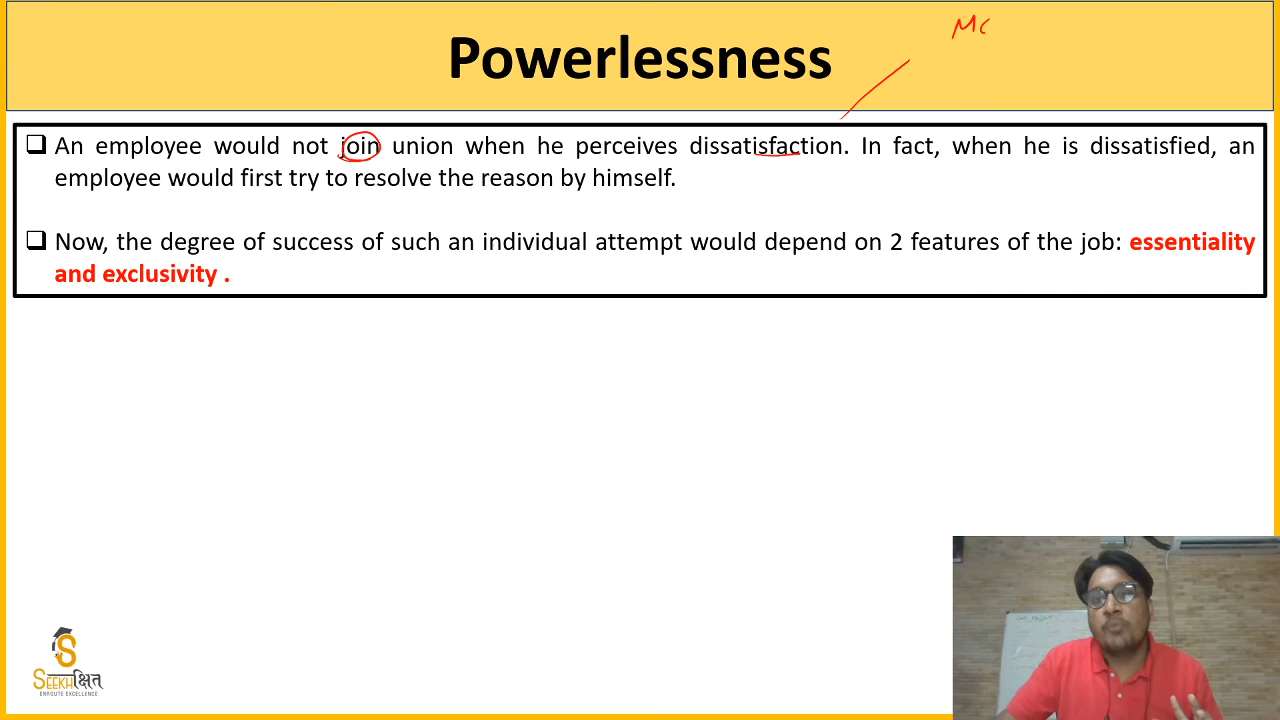 Mc
Powerlessness
❑ An employee would not join union when he perceives dissatisfaction. In fact, when he is dissatisfied, an
employee would first try to resolve the reason by himself.
❑ Now, the degree of success of such an individual attempt would depend on 2 features of the job: essentiality
and exclusivity .
S
SEEKHक्षित
ENROUTE EXCELLENCE